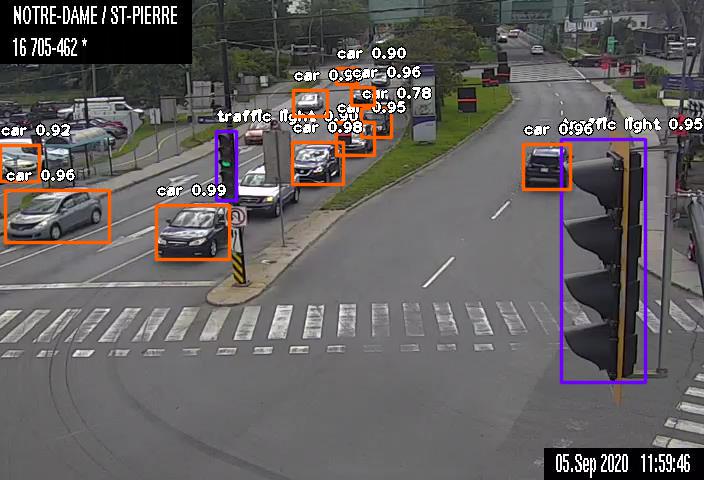 NOTRE-DAME / ST-PIERRE
16 705-462 *
car 0.90
car 0.96
car 0.78
car 0.95
car 0.98
traffic light 0.90
car 0.92
car 0.96
car 0.99
car 0.96
traffic light 0.95
05.Sep 2020 11:59:46